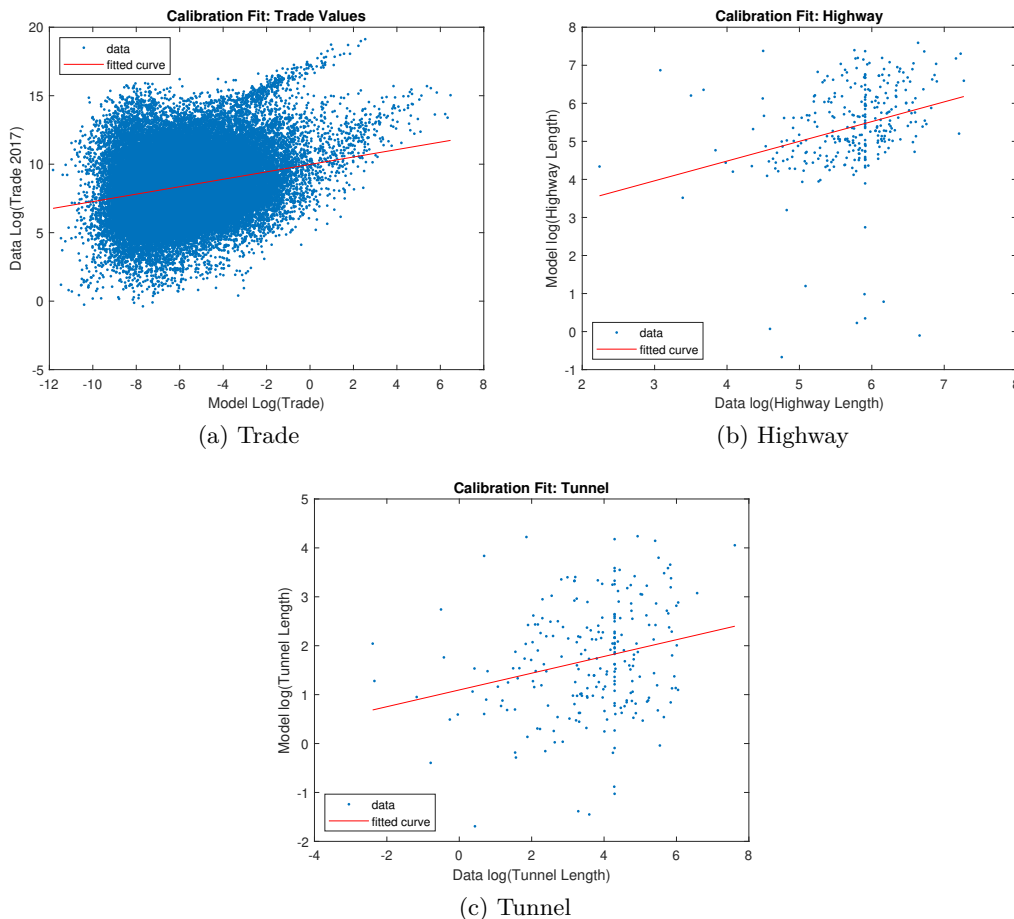 Calibration Fit: Trade Values
20
15
10
5
0
-5
data
fitted curve
Data Log(Trade 2017)
-12 -10 -8 -6 -4 -2 0 2 4 6 8
Model Log(Trade)
(a) Trade
Calibration Fit: Highway
8
7
6
5
4
3
2
1
0
-1
data
fitted curve
Model log(Highway Length)
2 3 4 5 6 7 8
Data log(Highway Length)
(b) Highway
Calibration Fit: Tunnel
5
4
3
2
1
0
-1
-2
data
fitted curve
Model log(Tunnel Length)
-4 -2 0 2 4 6 8
Data log(Tunnel Length)
(c) Tunnel